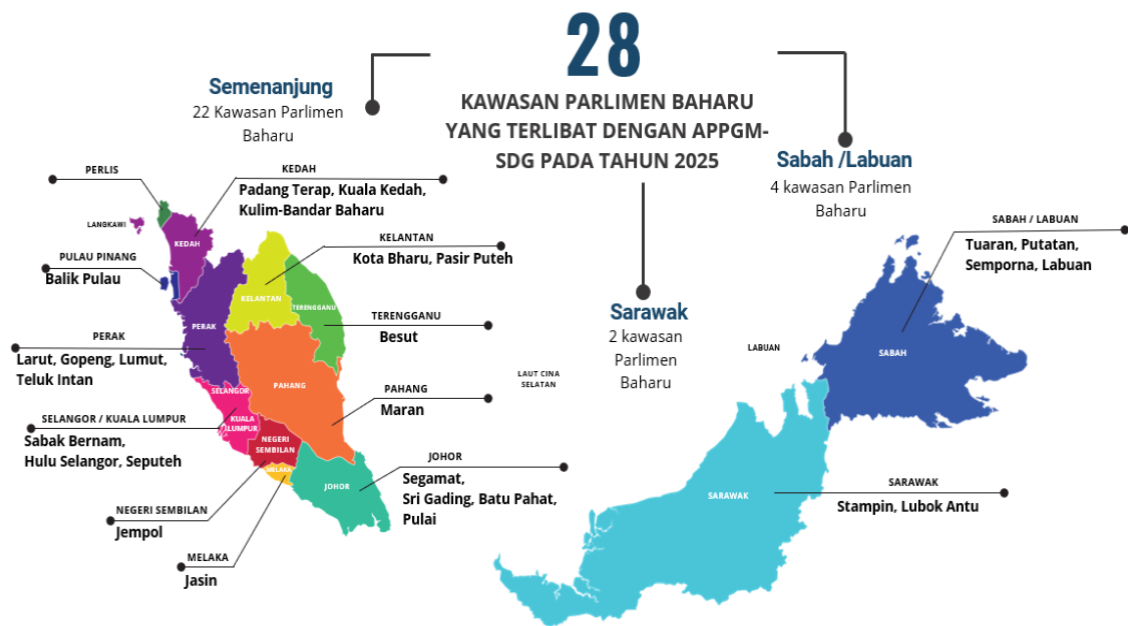 28
KAWASAN PARLIMEN BAHARU
YANG TERLIBAT DENGAN APPGM-
SDG PADA TAHUN 2025
Semenanjung
22 Kawasan Parlimen
Baharu
Sabah /Labuan
4 kawasan Parlimen
Baharu
Sarawak
2 kawasan
Parlimen
Baharu
PERLIS
KEDAH
Padang Terap, Kuala Kedah,
Kulim-Bandar Baharu
LANGKAWI
KEDAH
PULAU PINANG
Balik Pulau
KELANTAN
Kota Bharu, Pasir Puteh
KELANTAN
TERENGGANU
TERENGGANU
Besut
PERAK
PERAK
Larut, Gopeng, Lumut,
Teluk Intan
PAHANG
PAHANG
Maran
LAUT CINA
SELATAN
SELANGOR
KUALA
LUMPUR
SELANGOR / KUALA LUMPUR
Sabak Bernam,
Hulu Selangor, Seputeh
NEGERI
SEMBILAN
NEGERI SEMBILAN
Jempol
MELAKA
MELAKA
Jasin
JOHOR
JOHOR
Segamat,
Sri Gading, Batu Pahat,
Pulai
SABAH / LABUAN
Tuaran, Putatan,
Semporna, Labuan
LABUAN
SABAH
SARAWAK
SARAWAK
Stampin, Lubok Antu